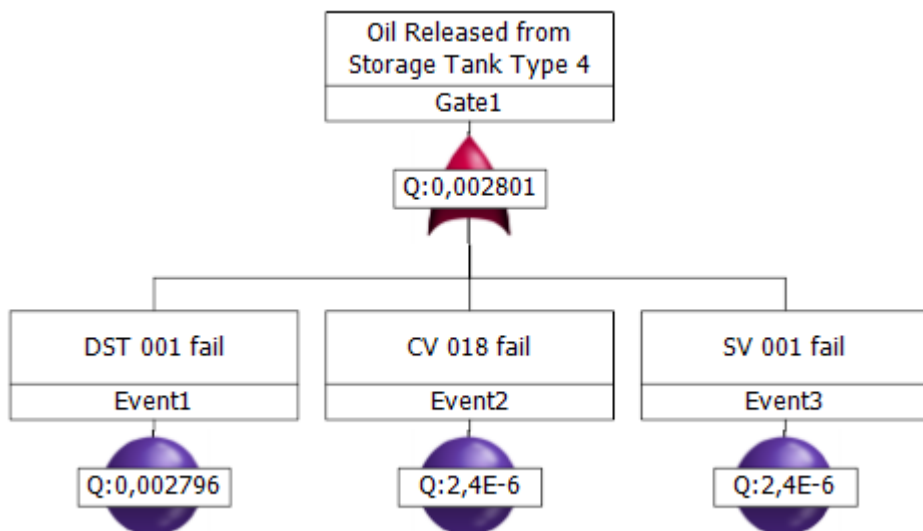 Oil Released from
Storage Tank Type 4
Gate1
Q:0,002801
DST 001 fail
CV 018 fail
SV 001 fail
Event1
Event2
Event3
Q:0,002796
Q:2,4E-6
Q:2,4E-6